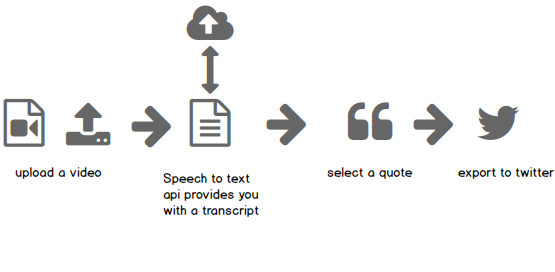 upload a video
Speech to text
api provides you
with a transcript
select a quote
export to twitter